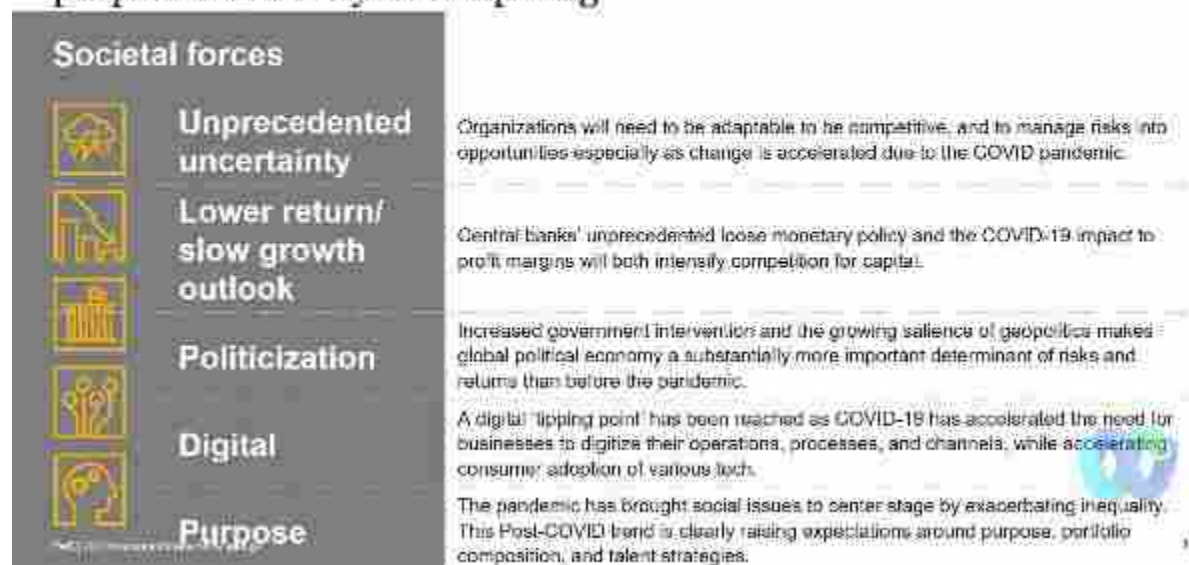 Societal forces
Unprecedented
uncertainty
Organizations will need to be adaptable to be competitive, and to manage risks into
opportunities especially as change is accelerated due to the COVID pandemic.
Lower return/
slow growth
outlook
Central banks' unprecedented loose monetary policy and the COVID-19 impact to
profit margins will both intensify competition for capital.
Politicization
Increased government intervention and the growing salience of geopolitics makes
global political economy a substantially more important determinant of risks and
returns than before the pandemic.
Digital
A digital 'tipping point' has been reached as COVID-19 has accelerated the need for
businesses to digitize their operations, processes, and channels, while accelerating
consumer adoption of various tech.
Purpose
The pandemic has brought social issues to center stage by exacerbating inequality.
This Post-COVID trend is clearly raising expectations around purpose, portfolio
composition, and talent strategies.